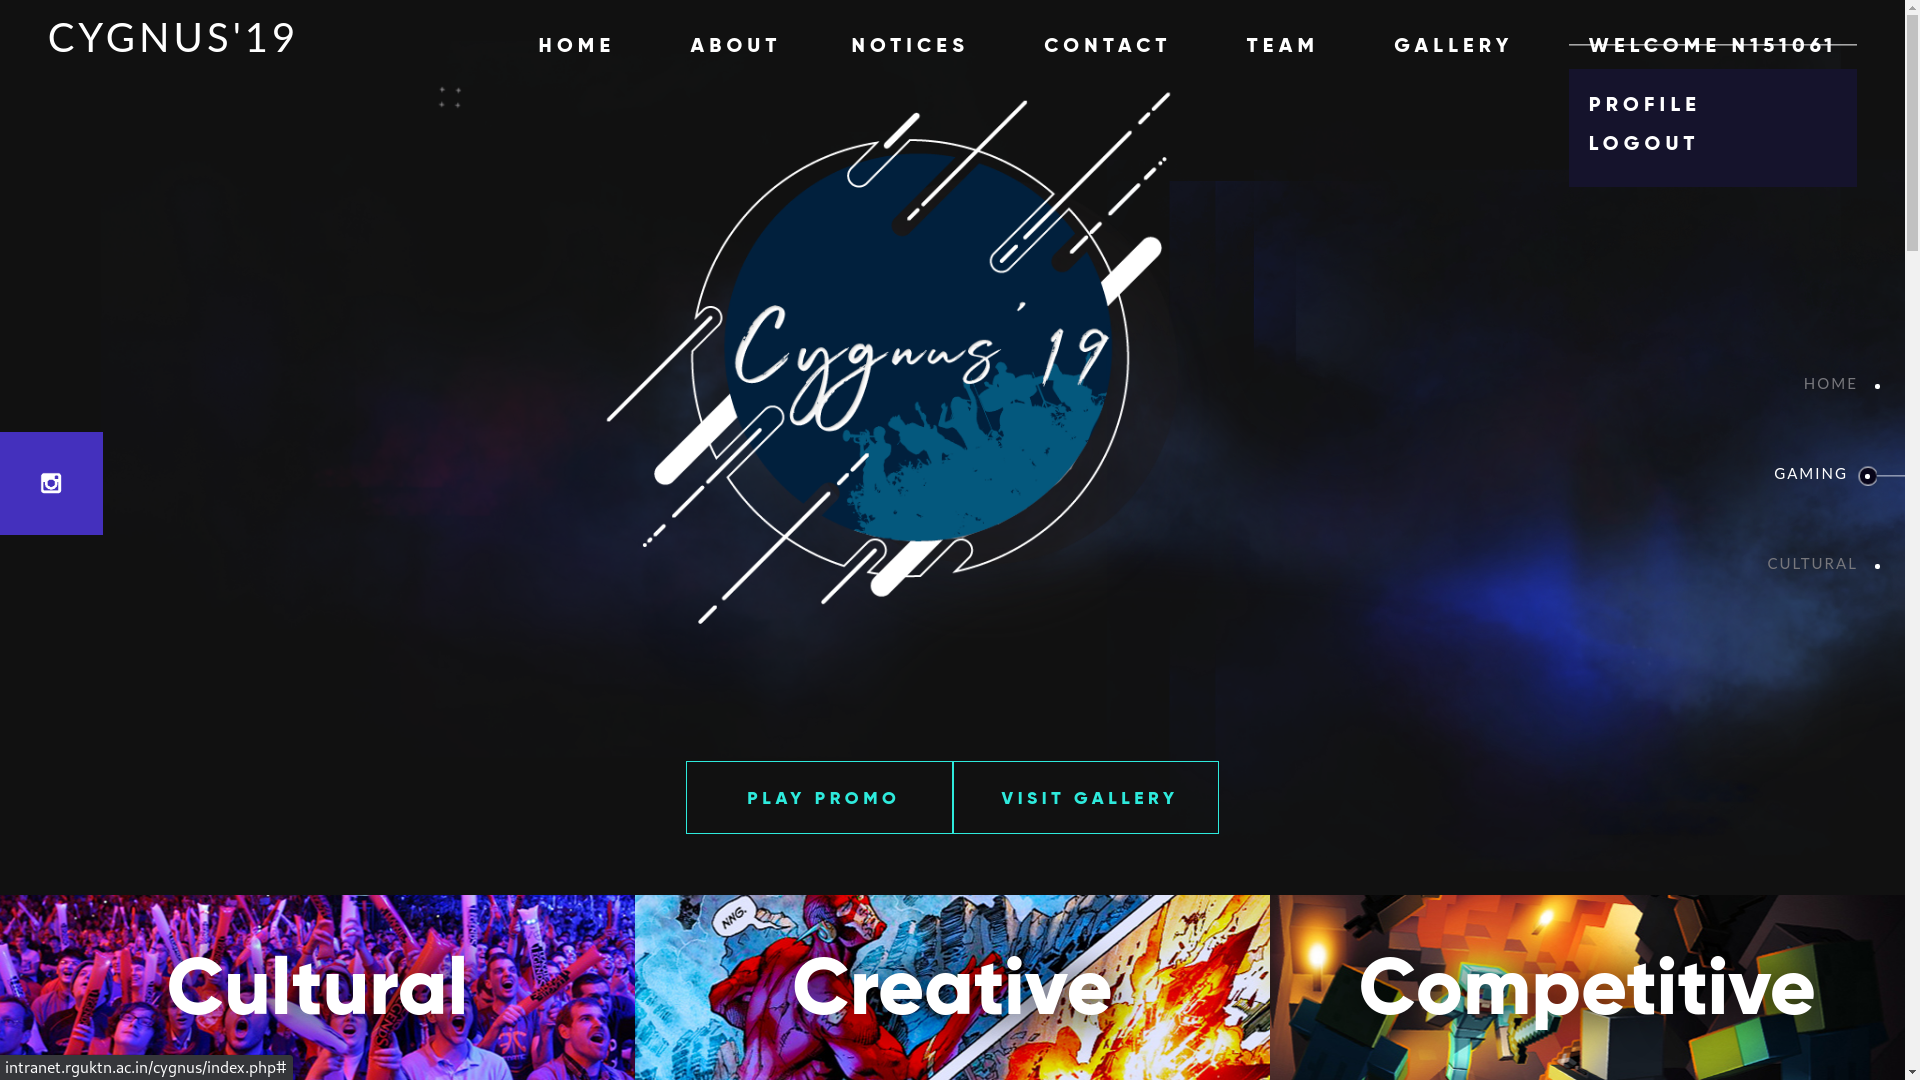 CYGNUS'19
HOME
ABOUT
NOTICES
CONTACT
TEAM
GALLERY
WELCOME N151061
PROFILE
LOGOUT
Cygnus'19
HOME
GAMING
CULTURAL
PLAY PROMO
VISIT GALLERY
NNG.
Cultural
Creative
Competitive
intranet.rguktn.ac.in/cygnus/index.php#